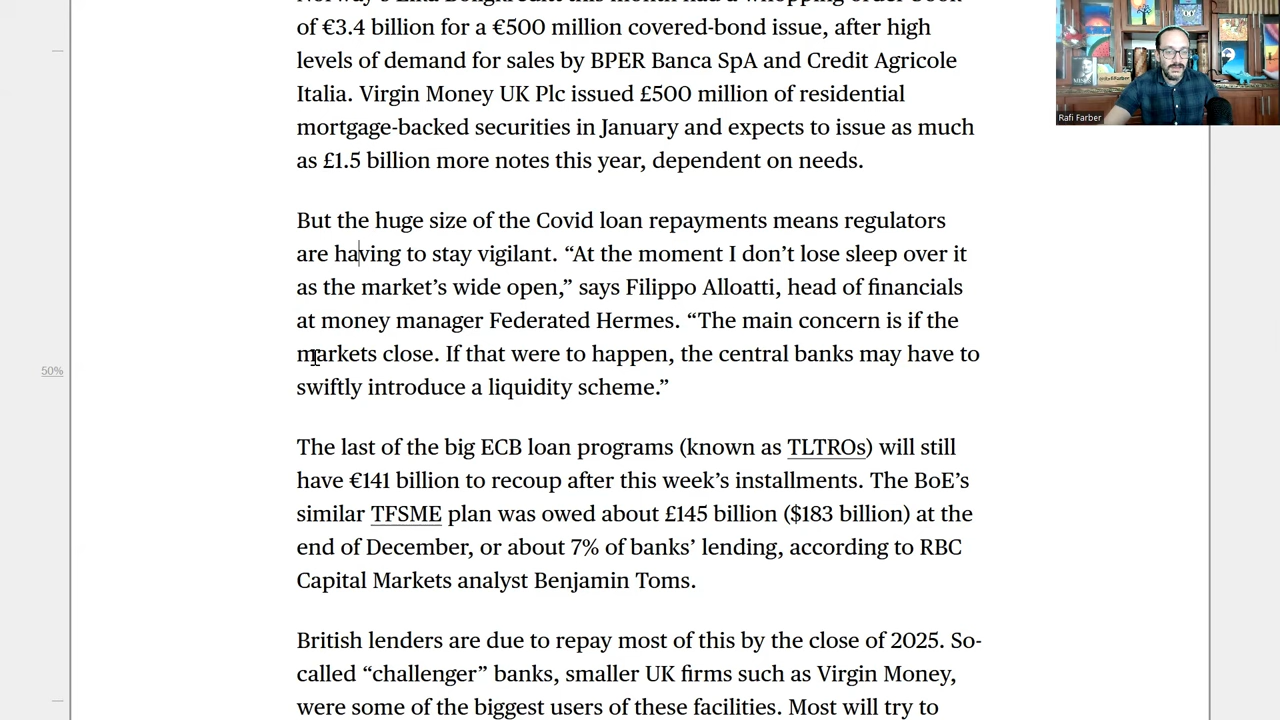 of €3.4 billion for a €500 million covered-bond issue, after high
levels of demand for sales by BPER Banca SpA and Credit Agricole
Italia. Virgin Money UK Plc issued £500 million of residential
mortgage-backed securities in January and expects to issue as much
as £1.5 billion more notes this year, dependent on needs.
But the huge size of the Covid loan repayments means regulators
are having to stay vigilant. “At the moment I don’t lose sleep over it
as the market’s wide open,” says Filippo Alloatti, head of financials
at money manager Federated Hermes. “The main concern is if the
markets close. If that were to happen, the central banks may have to
swiftly introduce a liquidity scheme.”
50%
The last of the big ECB loan programs (known as TLTROs) will still
have €141 billion to recoup after this week’s installments. The BoE’s
similar TFSME plan was owed about £145 billion ($183 billion) at the
end of December, or about 7% of banks’ lending, according to RBC
Capital Markets analyst Benjamin Toms.
British lenders are due to repay most of this by the close of 2025. So-
called “challenger” banks, smaller UK firms such as Virgin Money,
were some of the biggest users of these facilities. Most will try to
Rafi Farber